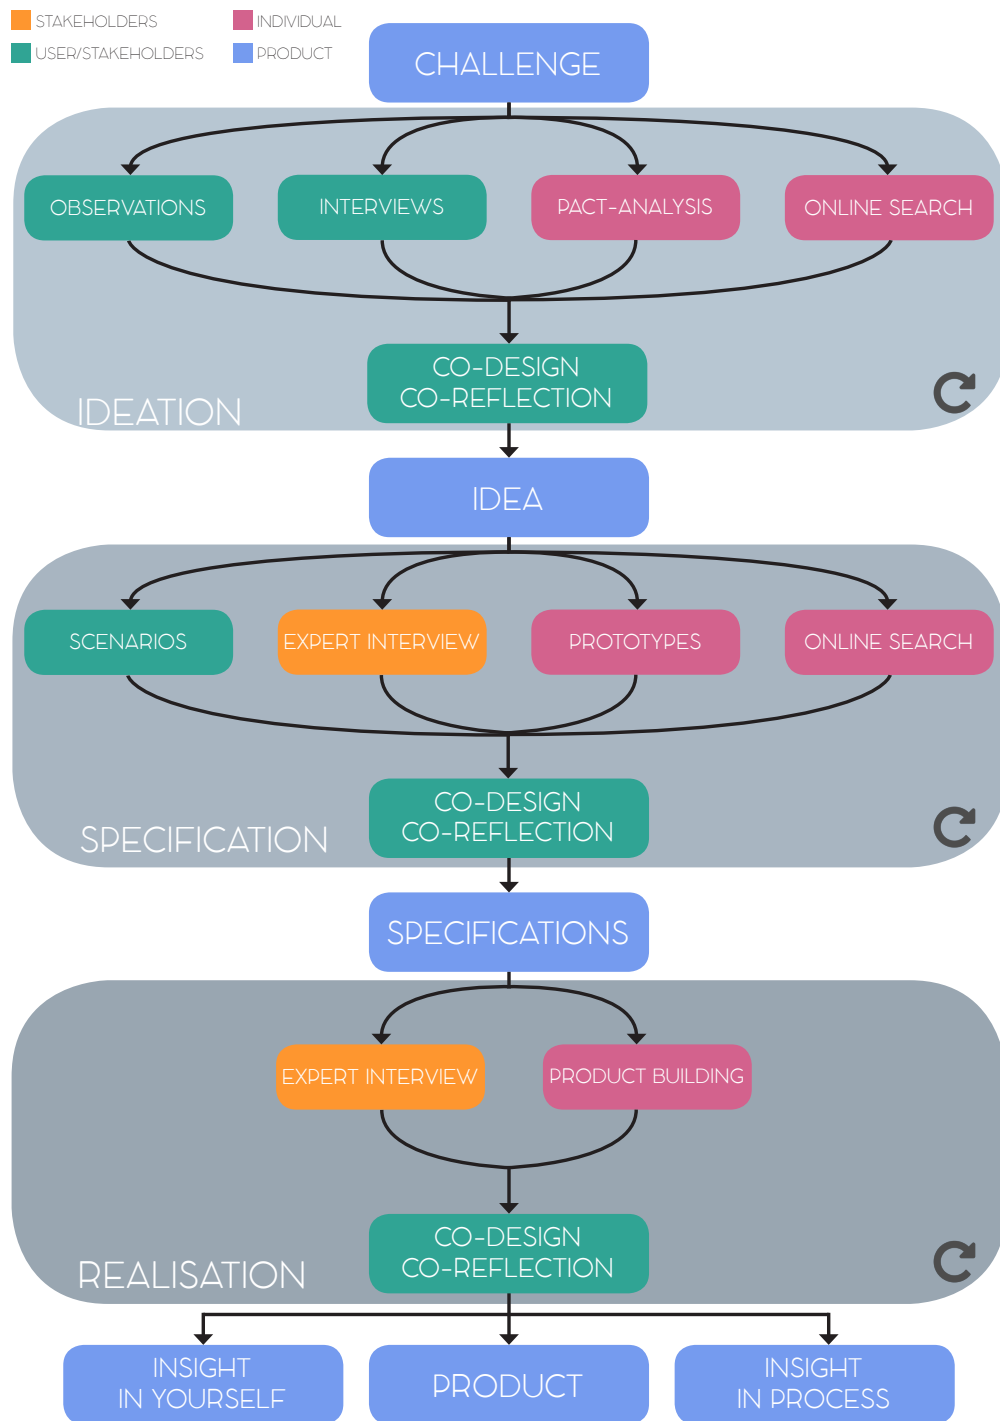 STAKEHOLDERS
INDIVIDUAL
USER/STAKEHOLDERS
PRODUCT
CHALLENGE
OBSERVATIONS
INTERVIEWS
PACT-ANALYSIS
ONLINE SEARCH
CO-DESIGN
CO-REFLECTION
IDEATION
IDEA
SCENARIOS
EXPERT INTERVIEW
PROTOTYPES
ONLINE SEARCH
CO-DESIGN
CO-REFLECTION
SPECIFICATION
SPECIFICATIONS
EXPERT INTERVIEW
PRODUCT BUILDING
CO-DESIGN
CO-REFLECTION
REALISATION
INSIGHT
IN YOURSELF
PRODUCT
INSIGHT
IN PROCESS